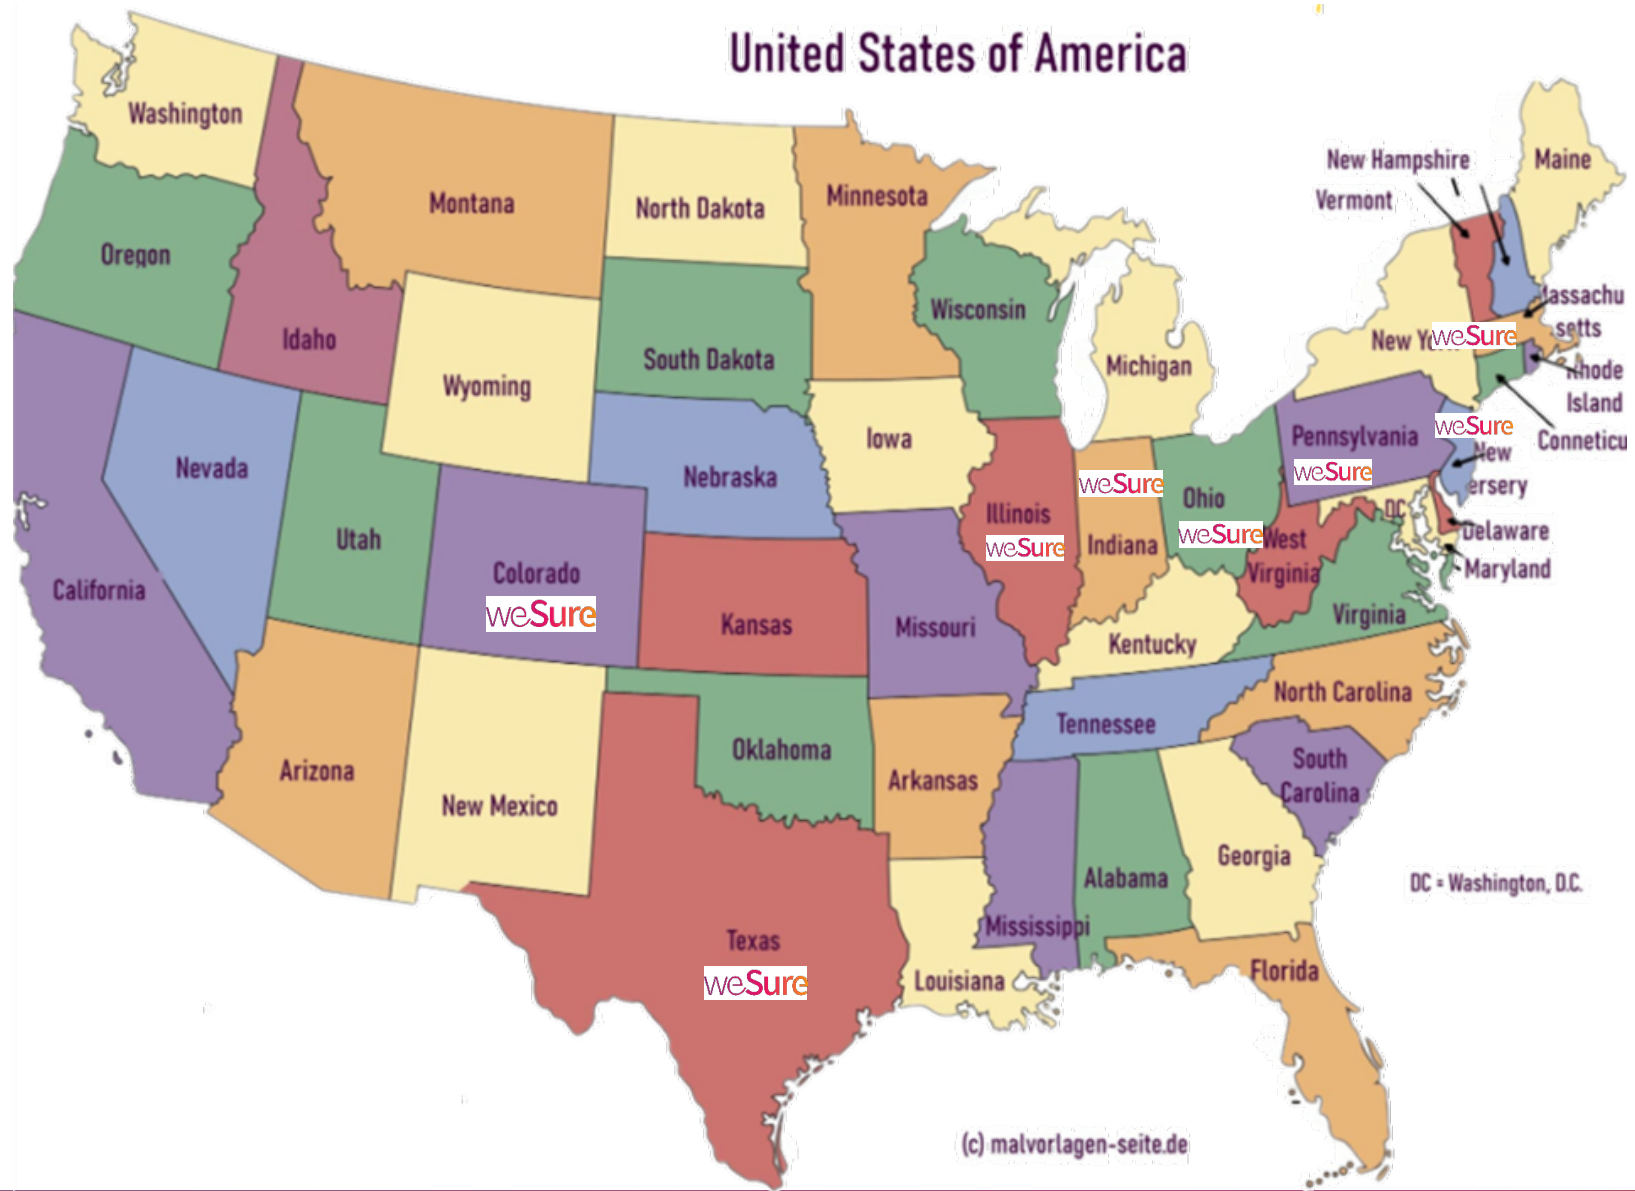 United States of America
Washington
Montana
North Dakota
Minnesota
New Hampshire
Maine
Vermont
Oregon
Idaho
Wyoming
South Dakota
Wisconsin
Michigan
New Yo
weSure
assachu
setts
Rhode
Island
Conneticu
Nevada
Utah
Nebraska
Iowa
Illinois
weSure
weSure
Indiana
Ohio
weSure
Pennsylvania
weSure
weSure
New
ersery
DC
Delaware
Maryland
West
Virginia
Virginia
California
Colorado
weSure
Kansas
Missouri
Kentucky
North Carolina
Tennessee
South
Carolina
Arizona
New Mexico
Oklahoma
Arkansas
Georgia
Alabama
Mississippi
DC = Washington, D.C.
Texas
weSure
Louisiana
Florida
(c) malvorlagen-seite.de